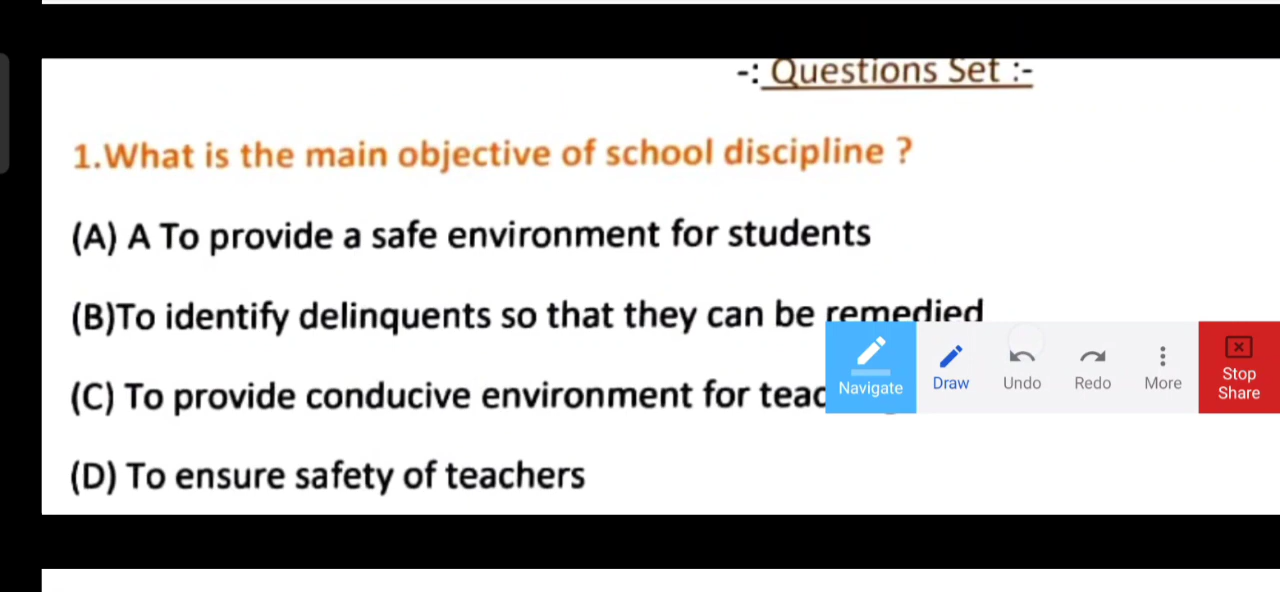 -: Questions Set :-
1.What is the main objective of school discipline ?
(A) A To provide a safe environment for students
(B)To identify delinquents so that they can be remedied
(C) To provide conducive environment for
Navigate Draw Undo Redo More Stop Share
(D) To ensure safety of teachers